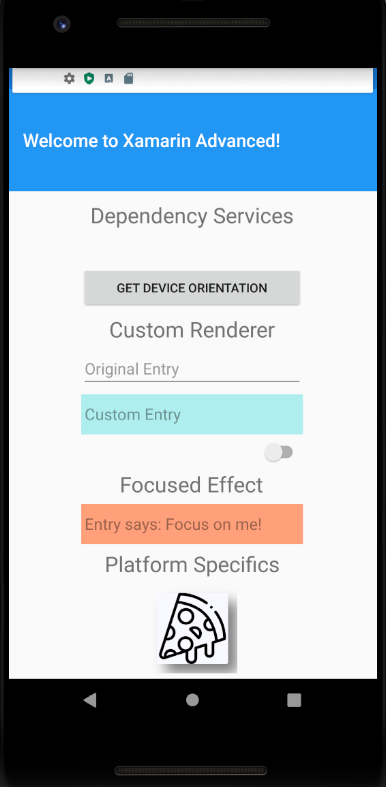 Welcome to Xamarin Advanced!
Dependency Services
GET DEVICE ORIENTATION
Custom Renderer
Original Entry
Custom Entry
Focused Effect
Entry says: Focus on me!
Platform Specifics